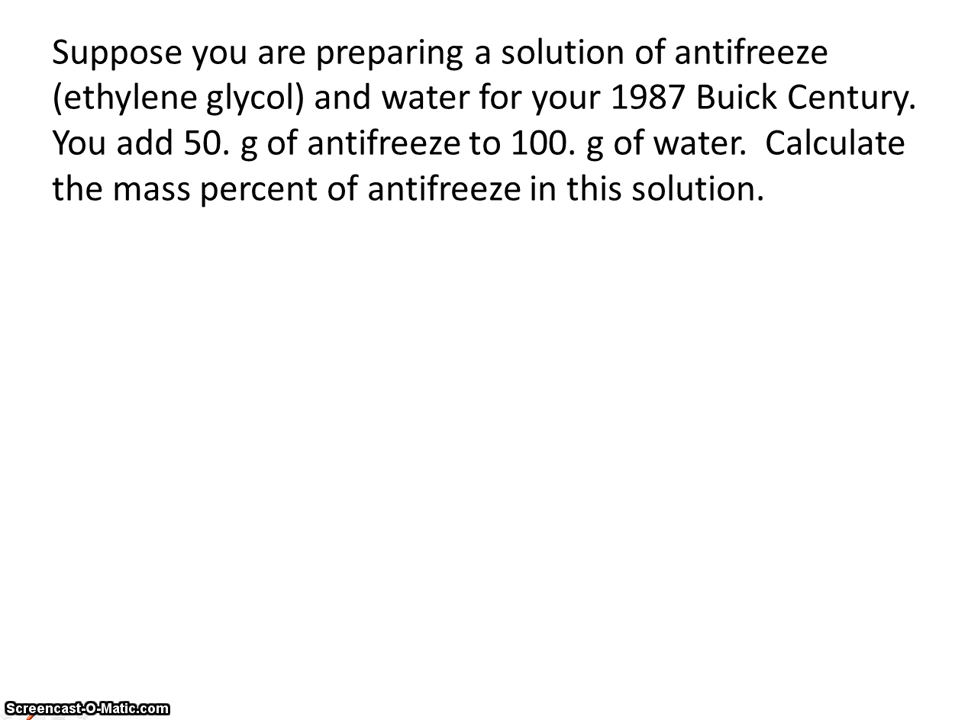 Suppose you are preparing a solution of antifreeze
(ethylene glycol) and water for your 1987 Buick Century.
You add 50. g of antifreeze to 100. g of water.  Calculate
the mass percent of antifreeze in this solution.
Screencast-O-Matic.com